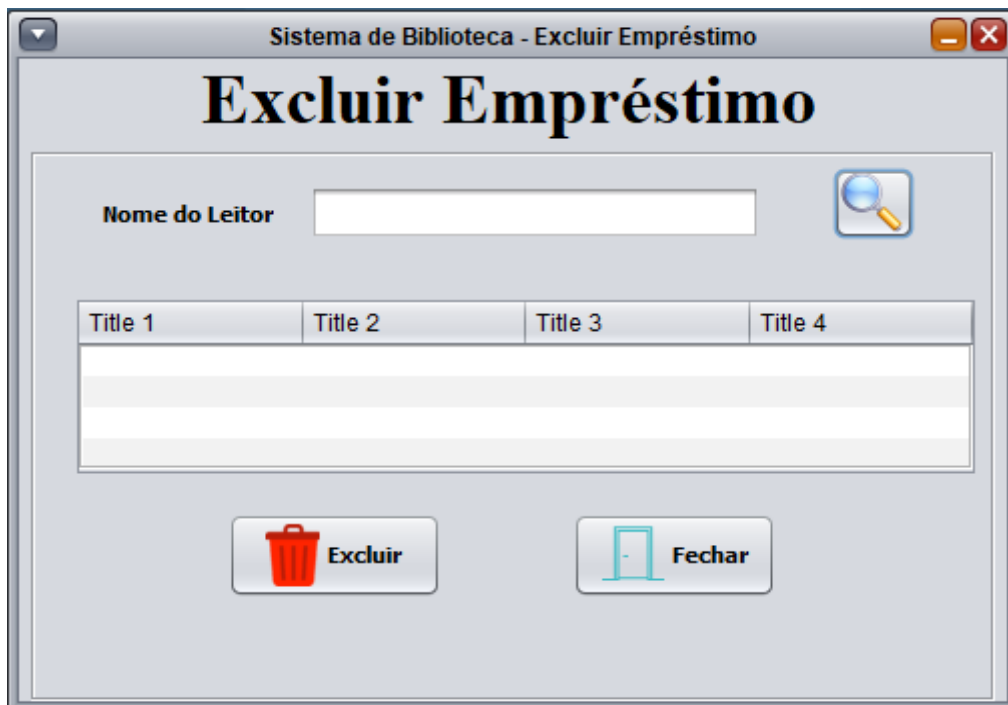 Sistema de Biblioteca - Excluir Empréstimo
Excluir Empréstimo
Nome do Leitor
Title 1 Title 2 Title 3 Title 4
Excluir Fechar